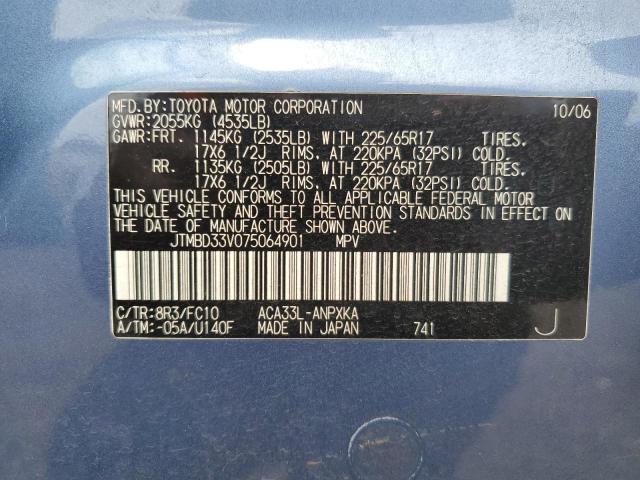 MFD.BY:TOYOTA MOTOR CORPORATION 10/06
GVWR:2055KG (4535LB)
GAWR:FRT. 1145KG (2535LB) WITH 225/65R17 TIRES.
17X6 1/2J RIMS. AT 220KPA (32PSI) COLD.
RR. 1135KG (2505LB) WITH 225/65R17 TIRES.
17X6 1/2J RIMS. AT 220KPA (32PSI) COLD.
THIS VEHICLE CONFORMS TO ALL APPLICABLE FEDERAL MOTOR
VEHICLE SAFETY AND THEFT PREVENTION STANDARDS IN EFFECT ON
THE DATE OF MANUFACTURE SHOWN ABOVE.
JTMBD33V075064901 MPV
C/TR:8R3/FC10 ACA33L-ANPXKA
A/TM:-05A/U140F MADE IN JAPAN 741 J